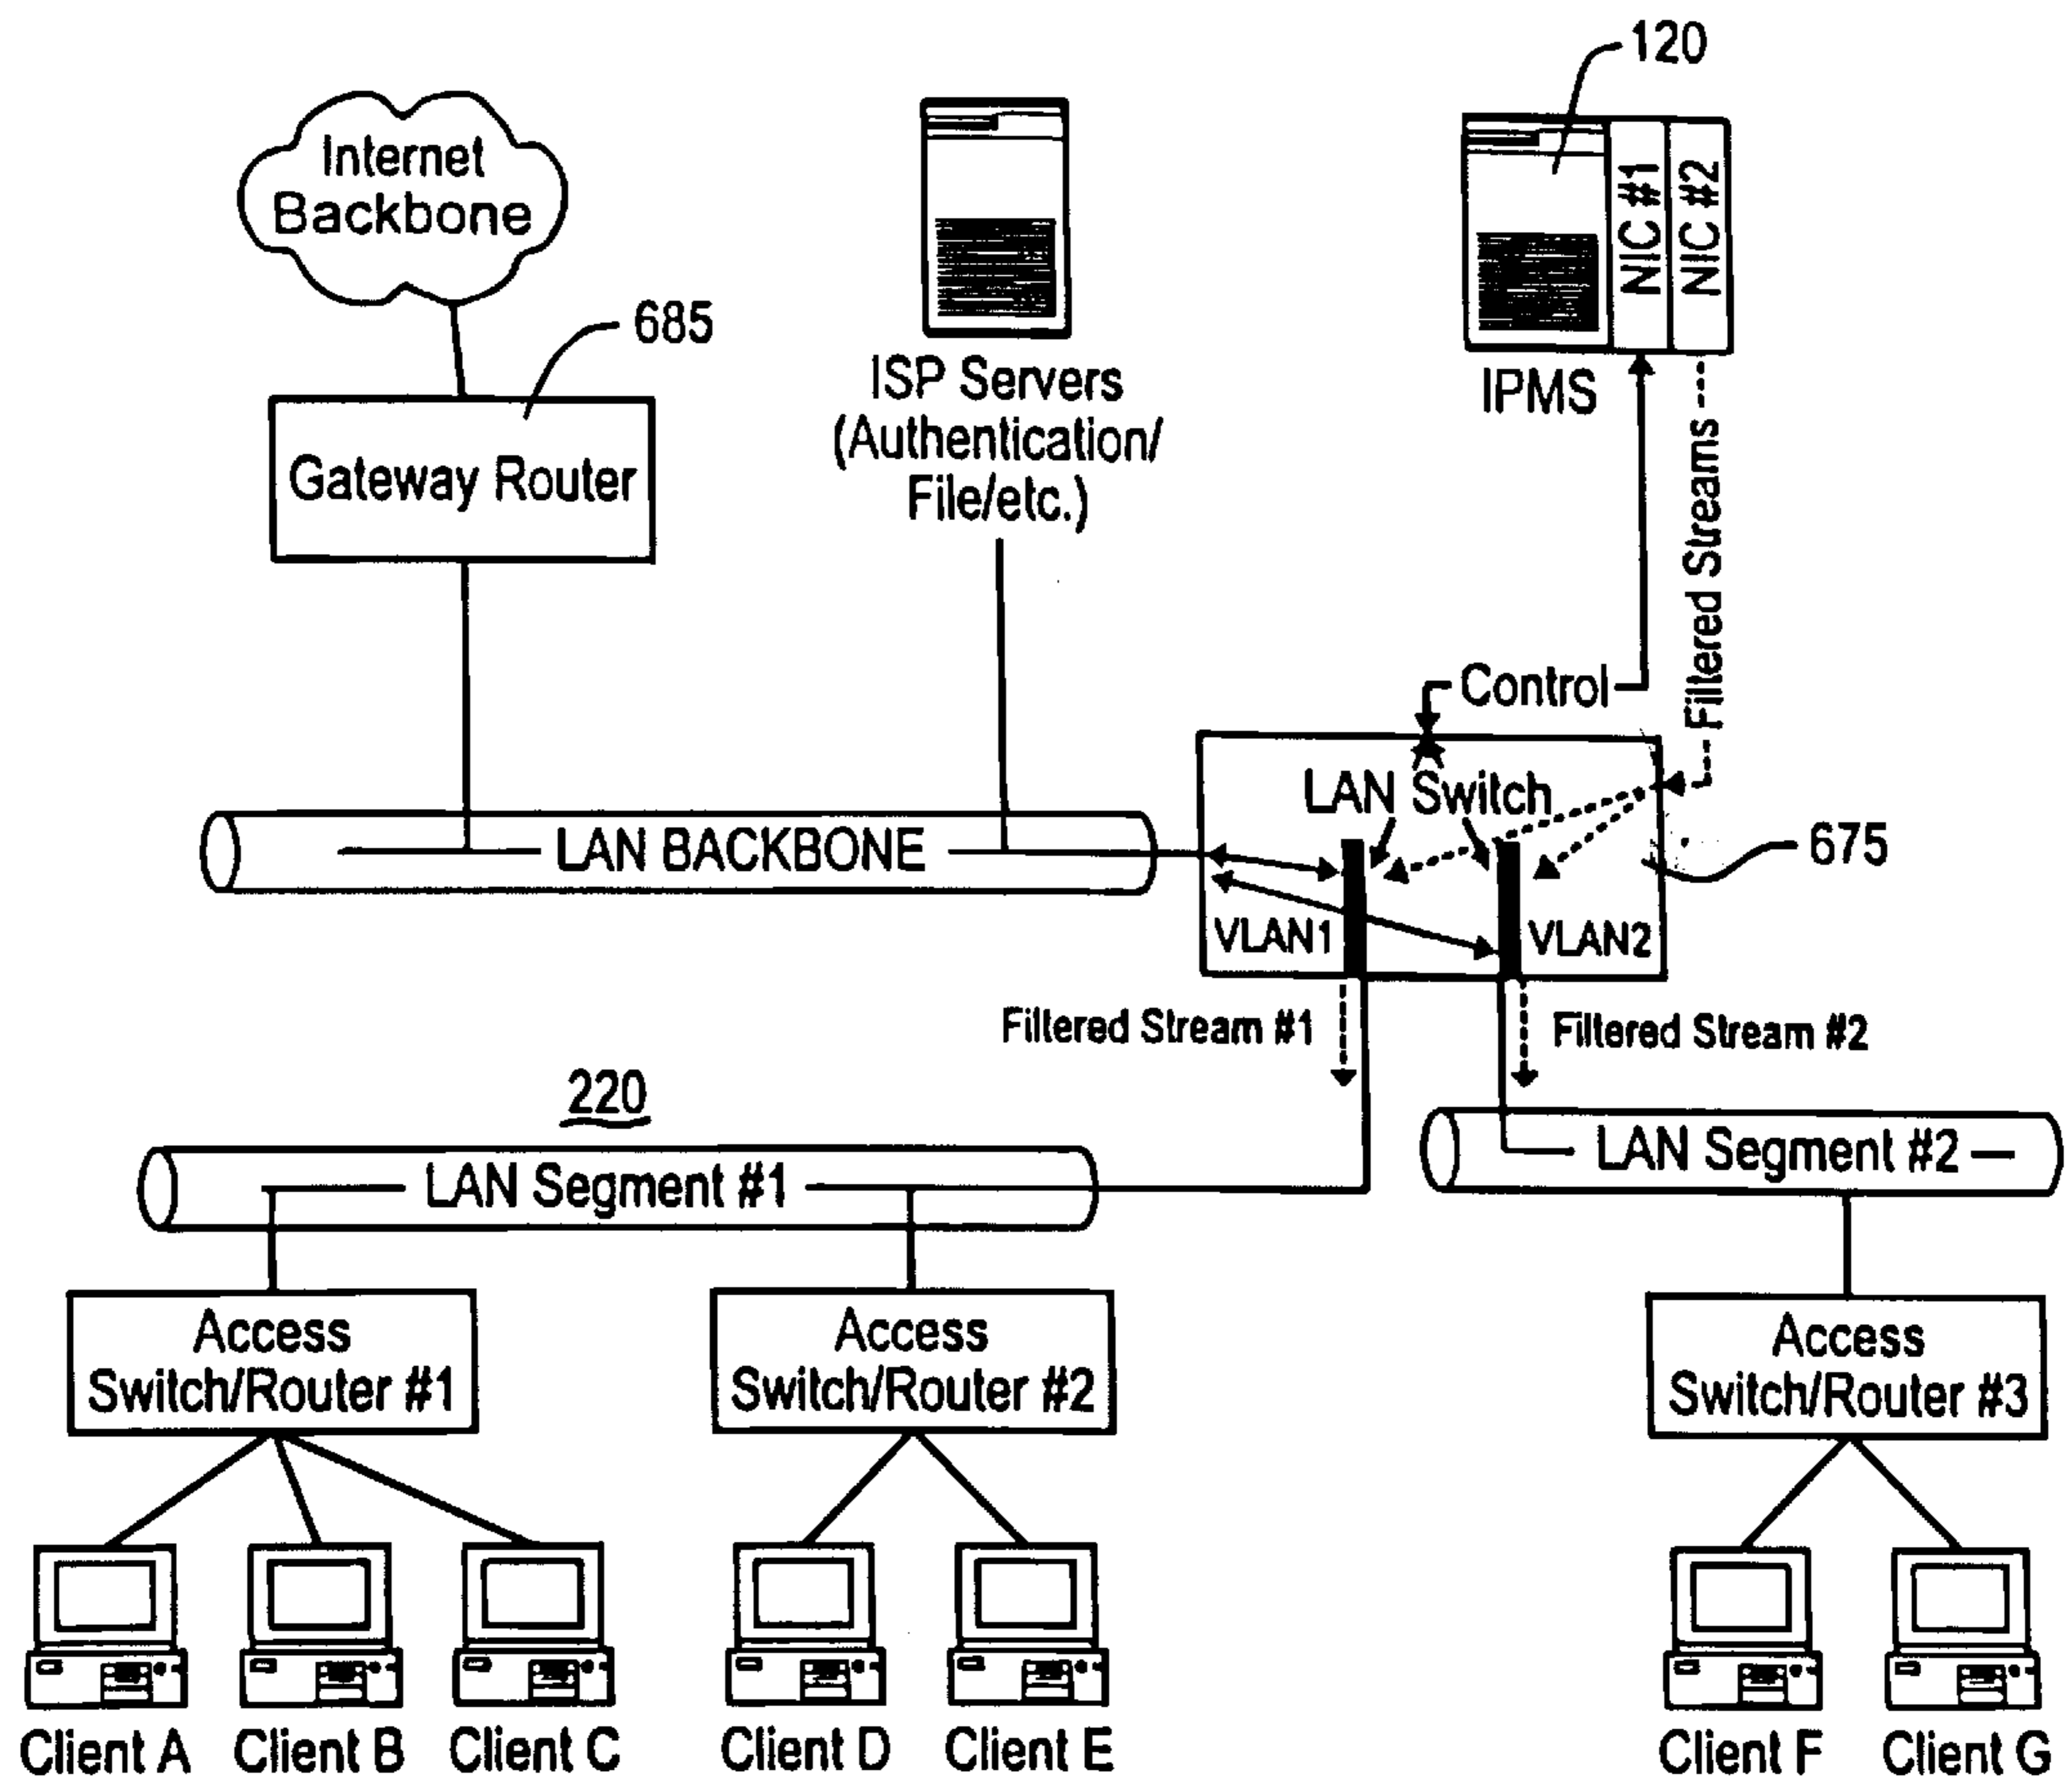 120
Internet
Backbone
NIC #1
NIC #2
685
ISP Servers
(Authentication/
File/etc.)
IPMS
Gateway Router
Filtered Streams
Control
LAN Switch
LAN BACKBONE
675
VLAN1
VLAN2
Filtered Stream #1
Filtered Stream #2
220
LAN Segment #1
LAN Segment #2
Access
Switch/Router #1
Access
Switch/Router #2
Access
Switch/Router #3
Client A
Client B
Client C
Client D
Client E
Client F
Client G